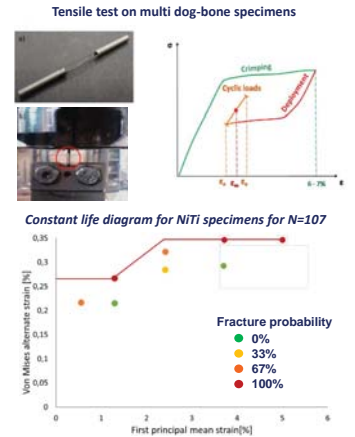 Tensile test on multi dog-bone specimens
a)
σ
Crimping
Cyclic loads
Deployment
ε
6 - 7%
Constant life diagram for NiTi specimens for N=107
Von Mises alternate strain [%]
0,35
0,3
0,25
0,2
0,15
0,1
0,05
0
0 1 2 3 4 5 6
First principal mean strain[%]
Fracture probability
0%
33%
67%
100%